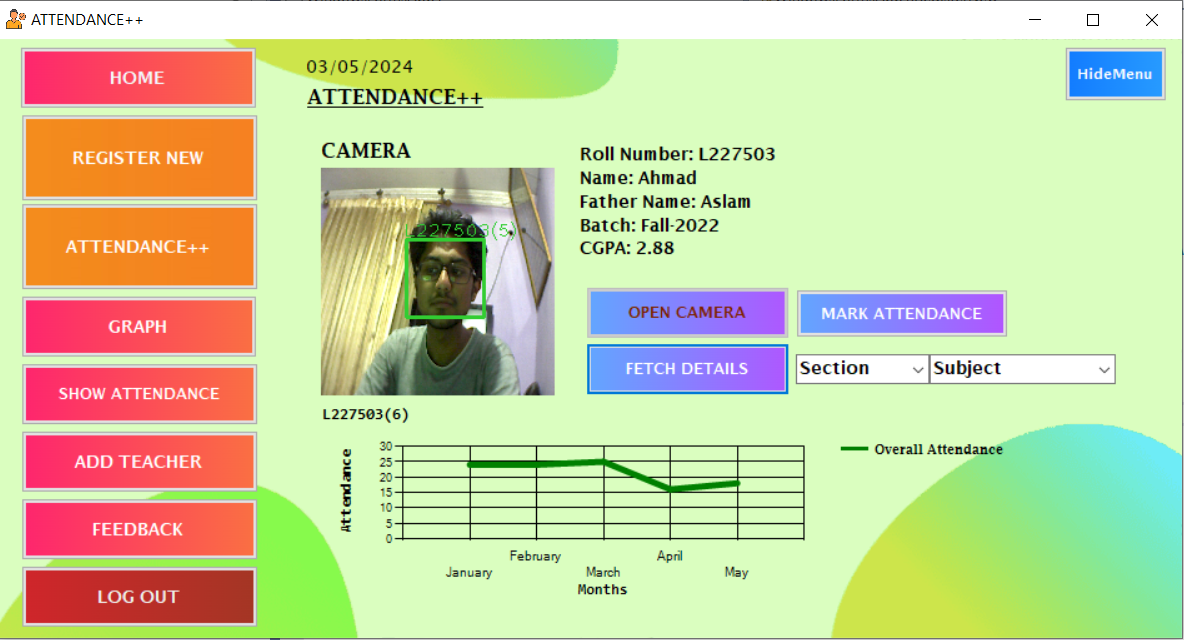 ATTENDANCE++
HOME
REGISTER NEW
ATTENDANCE++
GRAPH
SHOW ATTENDANCE
ADD TEACHER
FEEDBACK
LOG OUT
03/05/2024
ATTENDANCE++
HideMenu
CAMERA
L227503(5)
L227503(6)
Roll Number: L227503
Name: Ahmad
Father Name: Aslam
Batch: Fall-2022
CGPA: 2.88
OPEN CAMERA
MARK ATTENDANCE
FETCH DETAILS
Section
Subject
Attendance
30
25
20
15
10
5
0
January
February
March
April
May
Months
Overall Attendance